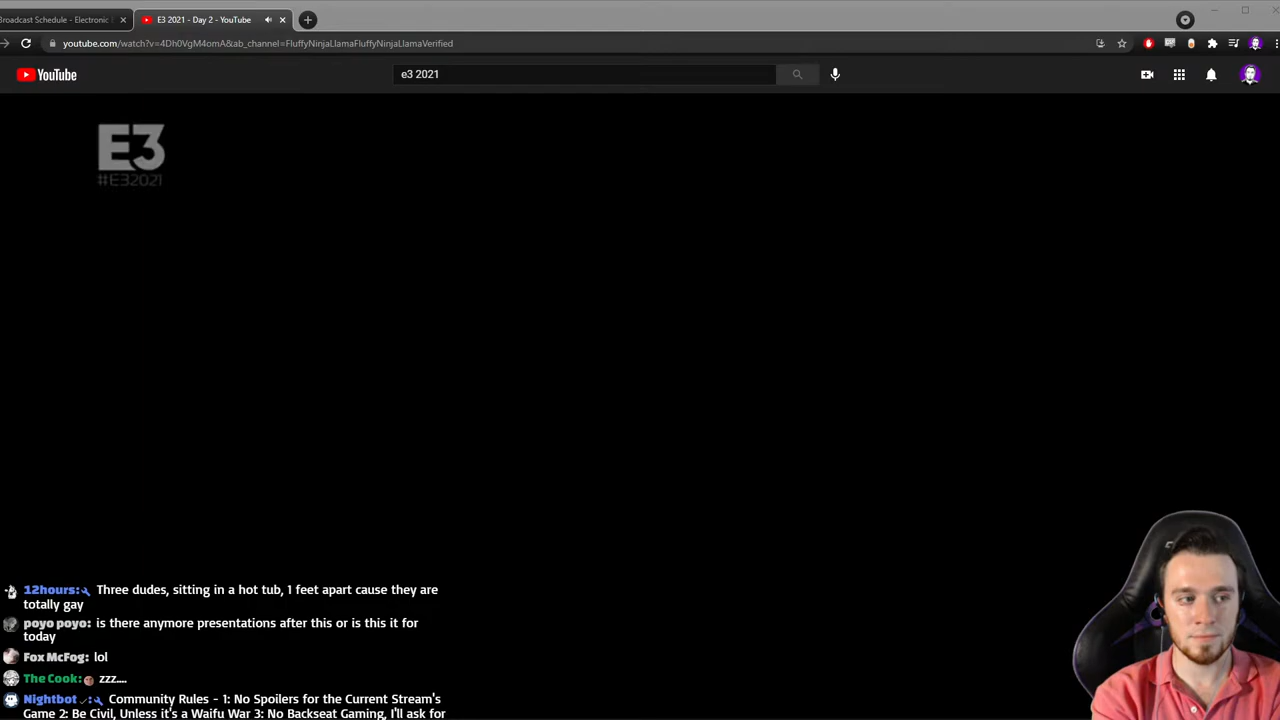 Broadcast Schedule - Electronic
E3 2021 - Day 2 - YouTube
youtube.com/watch?v=4Dh0VgM4omA&ab_channel=FluffyNinjaLlamaFluffyNinjaLlamaVerified
YouTube
e3 2021
E3
#E32021
12hours: Three dudes, sitting in a hot tub, 1 feet apart cause they are
totally gay
poyo poyo: is there anymore presentations after this or is this it for
today
Fox McFog: lol
The Cook: zzz....
Nightbot: Community Rules - 1: No Spoilers for the Current Stream's
Game 2: Be Civil, Unless it's a Waifu War 3: No Backseat Gaming, I'll ask for